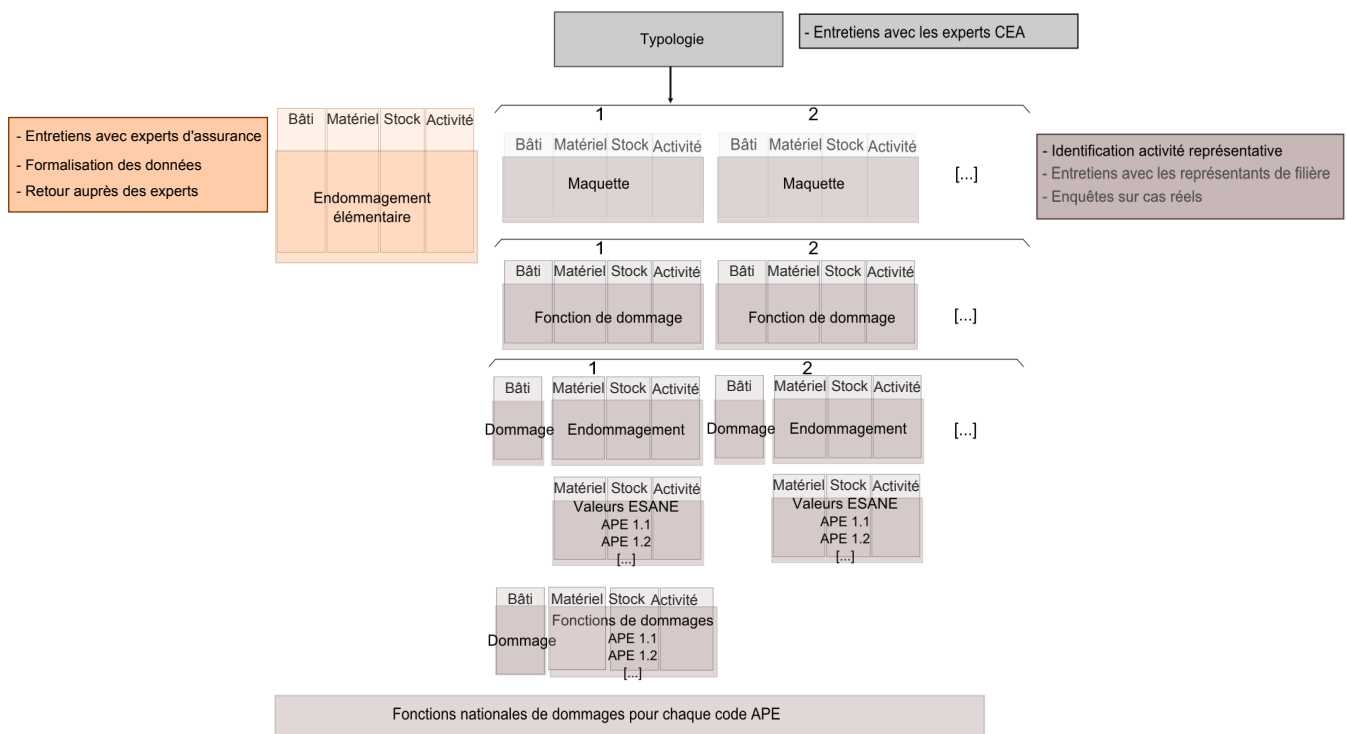 Typologie
- Entretiens avec les experts CEA
- Entretiens avec experts d'assurance
- Formalisation des données
- Retour auprès des experts
Bâti Matériel Stock Activité
Endommagement
élémentaire
1 2
Bâti Matériel Stock Activité Bâti Matériel Stock Activité
Maquette Maquette [...]
- Identification activité représentative
- Entretiens avec les représentants de filière
- Enquêtes sur cas réels
1 2
Bâti Matériel Stock Activité Bâti Matériel Stock Activité
Fonction de dommage Fonction de dommage [...]
1 2
Bâti Matériel Stock Activité Bâti Matériel Stock Activité
Dommage Endommagement Dommage Endommagement [...]
Matériel Stock Activité Matériel Stock Activité
Valeurs ESANE Valeurs ESANE
APE 1.1 APE 1.1
APE 1.2 APE 1.2
[...] [...]
Bâti Matériel Stock Activité
Fonctions de dommages
Dommage APE 1.1
APE 1.2
[...]
Fonctions nationales de dommages pour chaque code APE